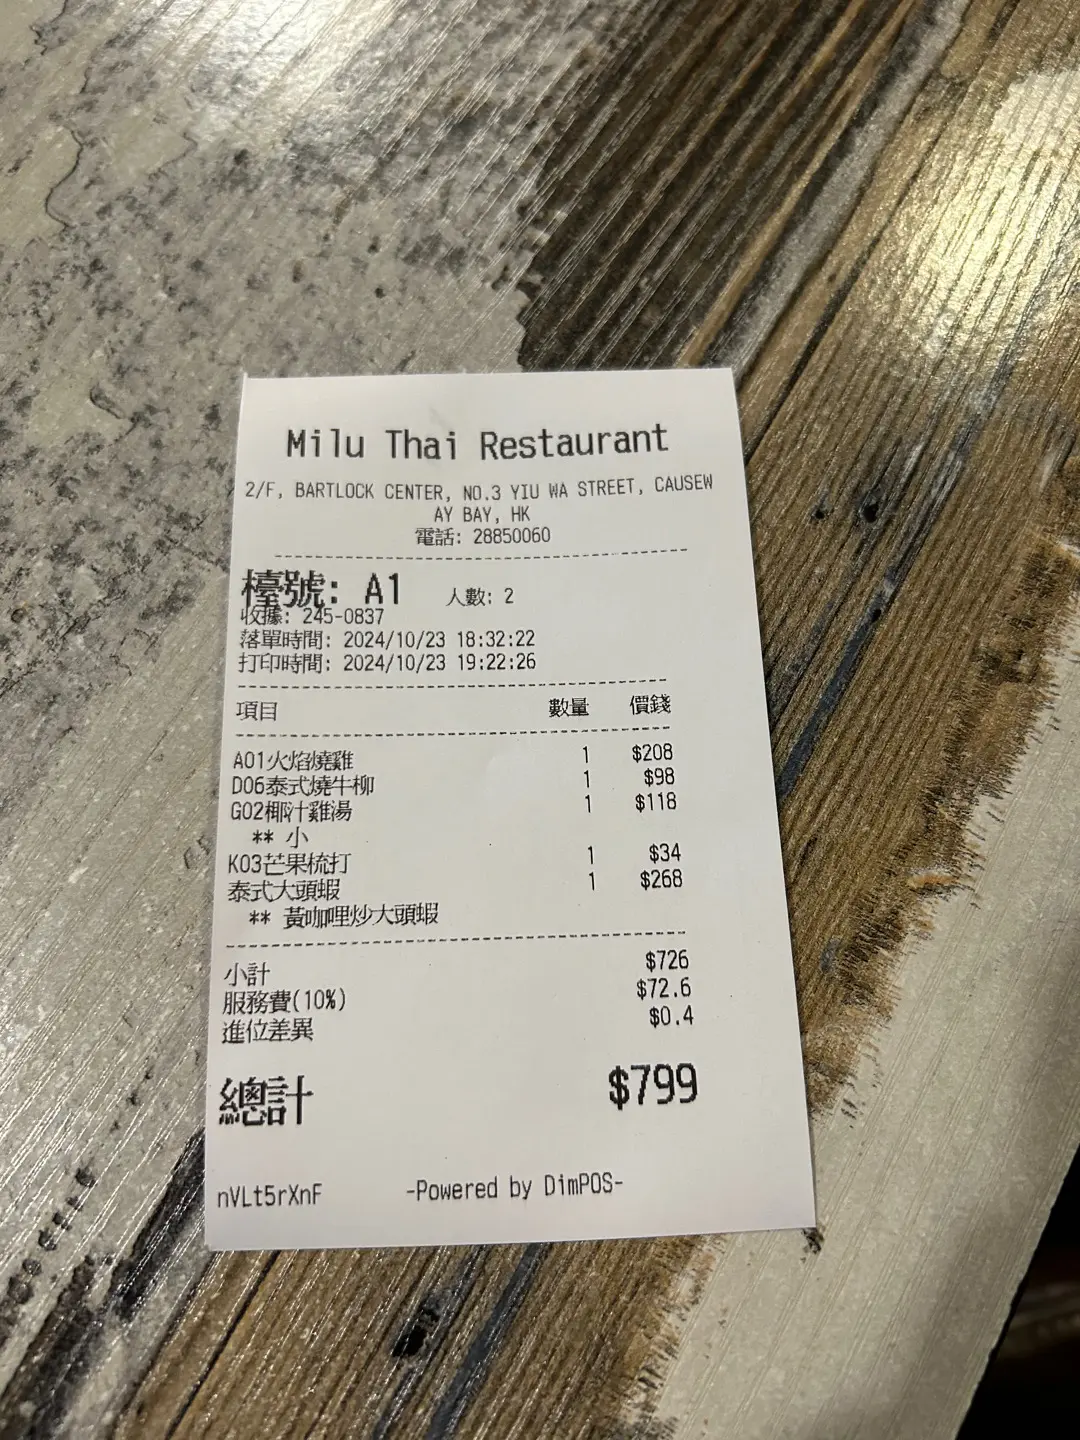 Milu Thai Restaurant
2/F, BARTLOCK CENTER, NO.3 YIU WA STREET, CAUSEW
AY BAY, HK
電話: 28850060
檯號: A1 人數: 2
收據: 245-0837
落單時間: 2024/10/23 18:32:22
打印時間: 2024/10/23 19:22:26
項目 數量 價錢
A01火焰燒雞 1 $208
D06泰式燒牛柳 1 $98
G02椰汁雞湯 1 $118
** 小
K03芒果梳打 1 $34
泰式大頭蝦 1 $268
** 黃咖哩炒大頭蝦
小計 $726
服務費(10%) $72.6
進位差異 $0.4
總計 $799
nVLt5rXnF -Powered by DimPOS-